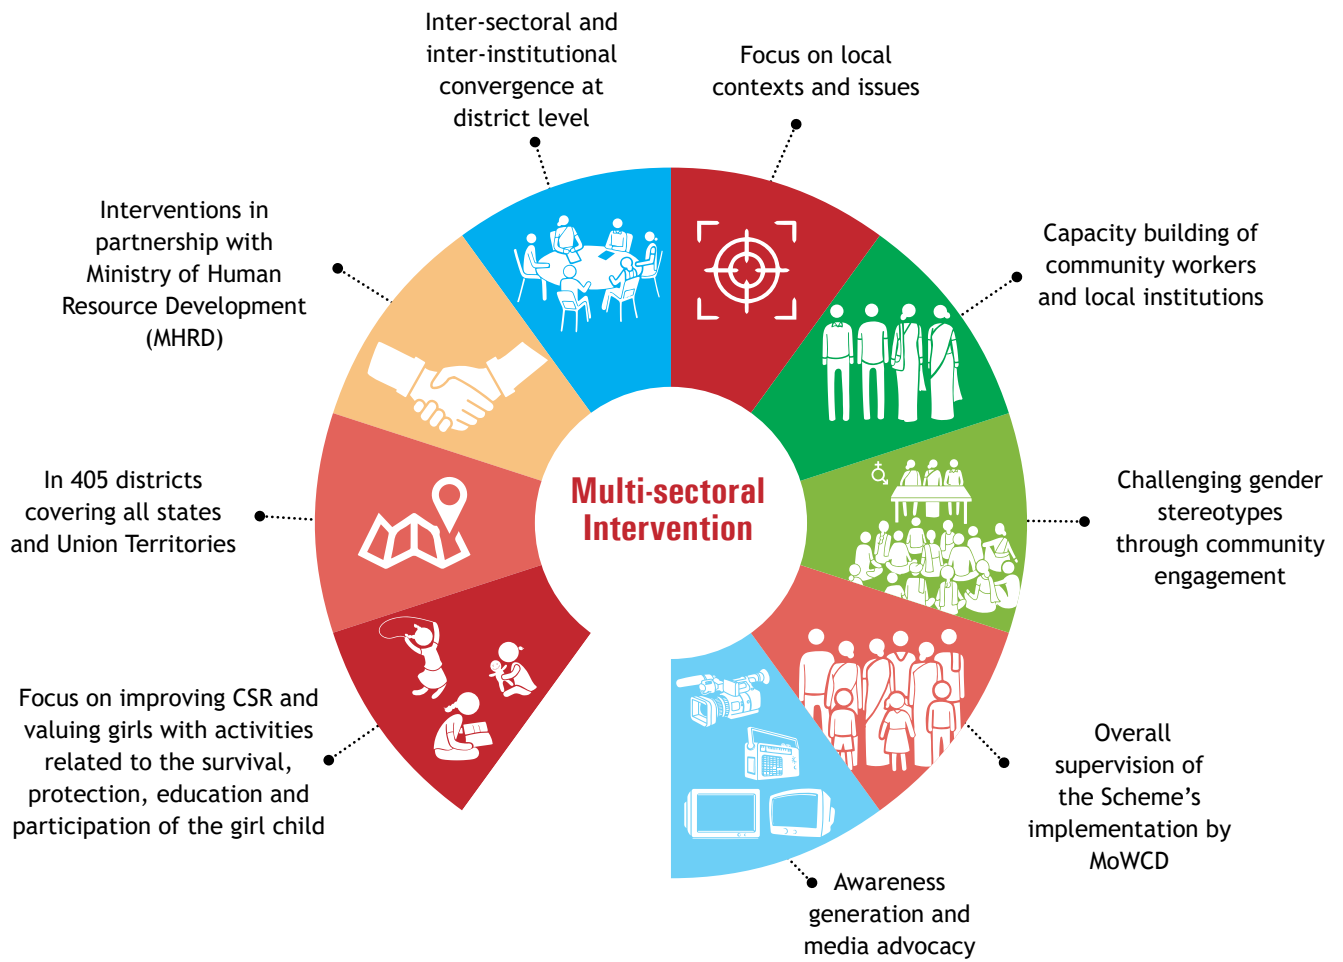 Inter-sectoral and
inter-institutional
convergence at
district level
Focus on local
contexts and issues
Interventions in
partnership with
Ministry of Human
Resource Development
(MHRD)
Capacity building of
community workers
and local institutions
In 405 districts
covering all states
and Union Territories
Multi-sectoral
Intervention
Challenging gender
stereotypes
through community
engagement
Focus on improving CSR and
valuing girls with activities
related to the survival,
protection, education and
participation of the girl child
Overall
supervision of
the Scheme’s
implementation by
MoWCD
Awareness
generation and
media advocacy